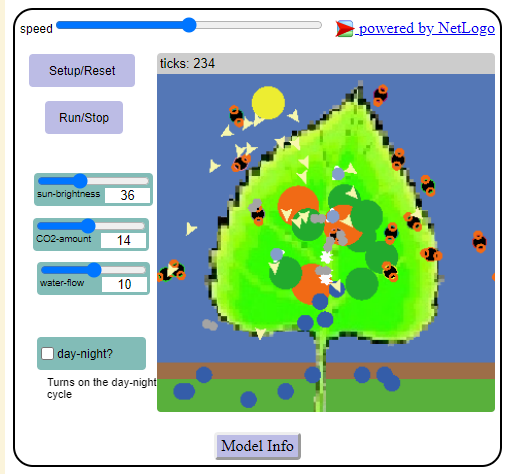 speed
powered by NetLogo
ticks: 234
Setup/Reset
Run/Stop
sun-brightness 36
CO2-amount 14
water-flow 10
day-night?
Turns on the day-night
cycle
Model Info